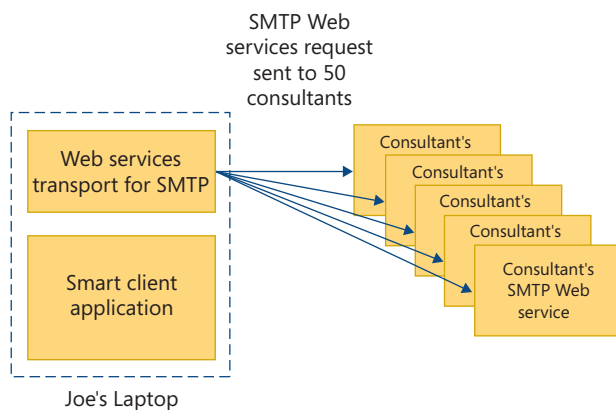 SMTP Web
services request
sent to 50
consultants
Web services
transport for SMTP
Smart client
application
Joe's Laptop
Consultant's
Consultant's
Consultant's
Consultant's
Consultant's
SMTP Web
service